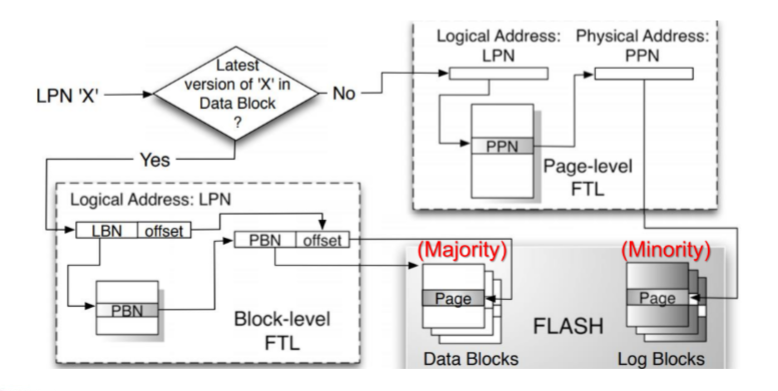 Logical Address:
LPN
Physical Address:
PPN
LPN 'X'
Latest
version of 'X' in
Data Block
?
No
PPN
Page-level
FTL
Yes
Logical Address: LPN
LBN
offset
PBN
offset
PBN
Block-level
FTL
(Majority)
(Minority)
Page
Page
FLASH
Data Blocks
Log Blocks